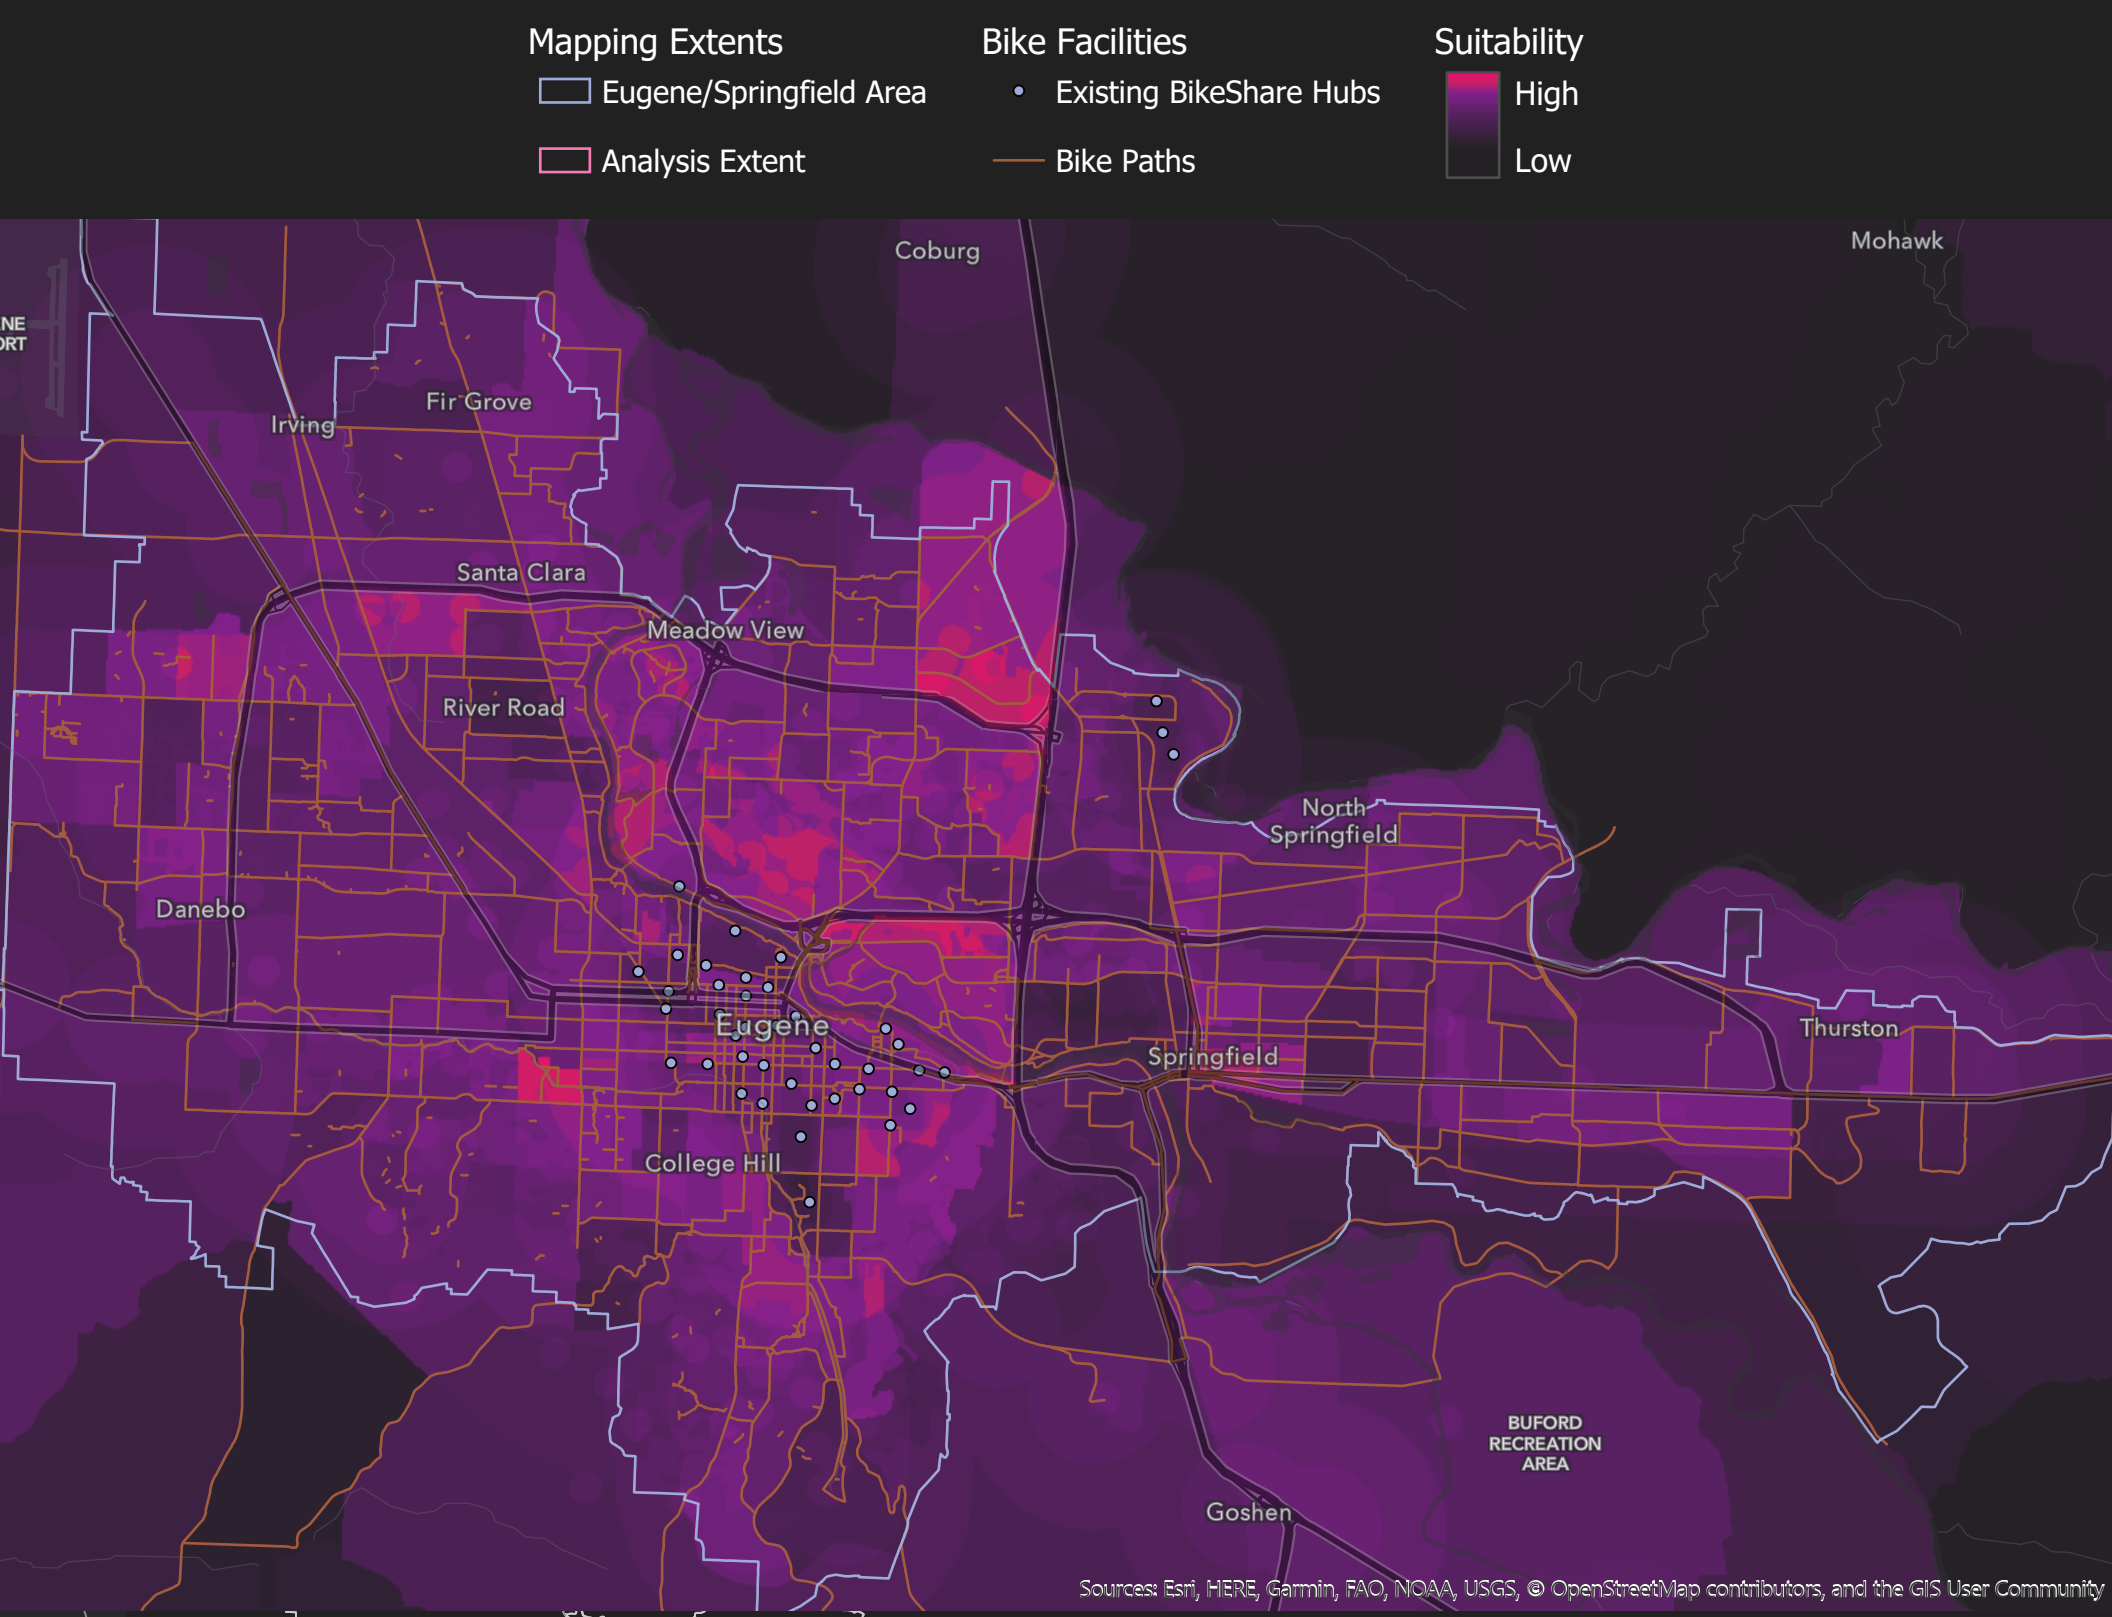 Mapping Extents
Eugene/Springfield Area
Analysis Extent
Bike Facilities
Existing BikeShare Hubs
Bike Paths
Suitability
High
Low
Coburg
Mohawk
NE
ORT
Fir Grove
Irving
Santa Clara
Meadow View
River Road
North
Springfield
Danebo
Eugene
Springfield
Thurston
College Hill
BUFORD
RECREATION
AREA
Goshen
Sources: Esri, HERE, Garmin, FAO, NOAA, USGS, © OpenStreetMap contributors, and the GIS User Community